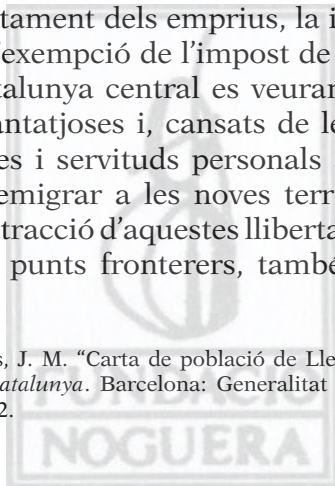 tament dels emprius, la i
exempció de l'impost de
talunya central es veuran
antatjoses i, cansats de le
es i servituds personals
emigrar a les noves terr
tracció d'aquestes lliberta
punts fronterers, també
s, J. M. "Carta de població de Lle
atalunya. Barcelona: Generalitat
2.
FUNDACIÓ
NOGUERA